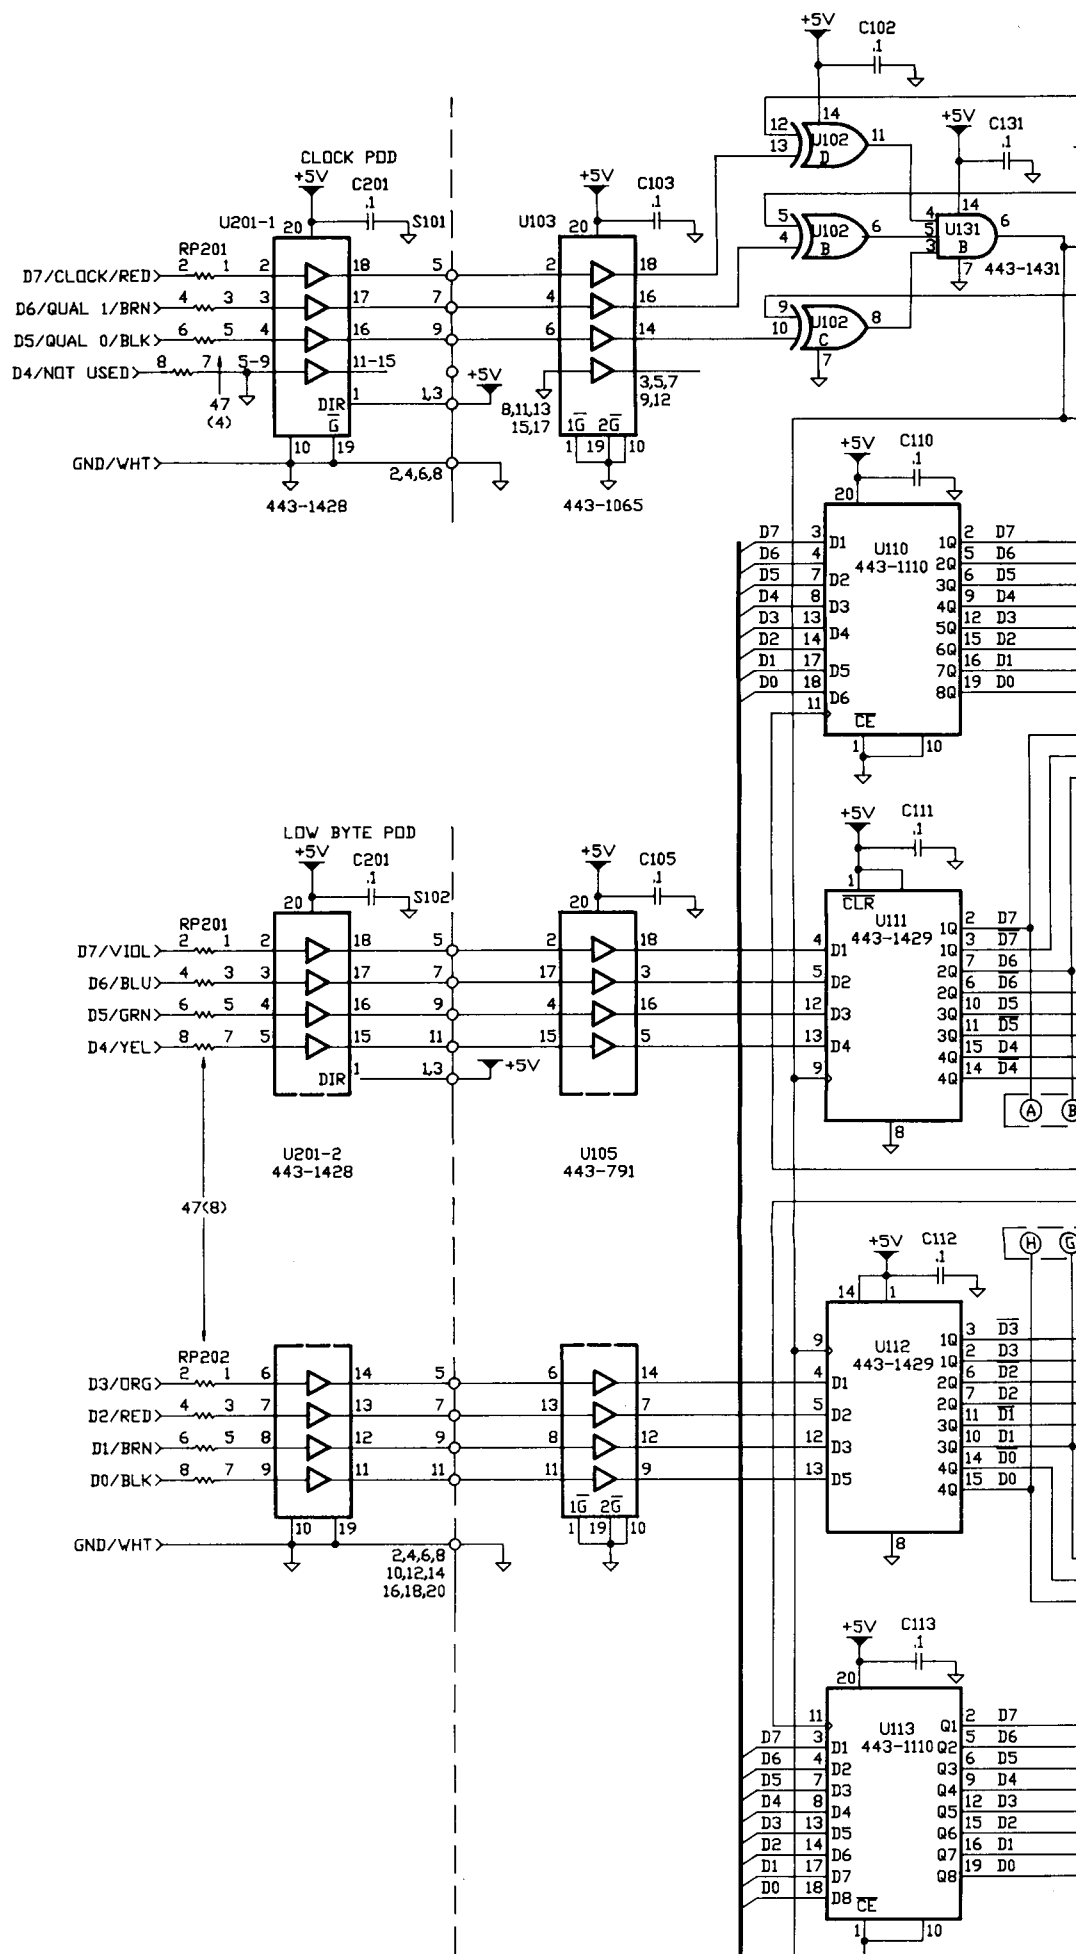 +5V C102
.1
14
12 11
13 U102
D
+5V C131
.1
14
CLOCK POD
+5V C201
.1
U201-1 20 S101
+5V C103
.1
U103 20
5 6
4 U102
B
4 6
5 U131
3 B
7 443-1431
RP201
D7/CLOCK/RED 2 1 2 18 5 2 18
D6/QUAL 1/BRN 4 3 3 17 7 4 16
D5/QUAL 0/BLK 6 5 4 16 9 6 14
D4/NOT USED 8 7 5-9 11-15 +5V
9 8
10 U102
C
7
47
(4)
DIR 1 1,3
G
8,11,13
15,17
3,5,7
9,12
1G 2G
1 19 10
10 19
GND/WHT 2,4,6,8
443-1428 443-1065
+5V C110
.1
20
D7 3 D1 U110 1Q 2 D7
D6 4 443-1110 2Q 5 D6
D5 7 D2 3Q 6 D5
D4 8 D3 4Q 9 D4
D3 13 D4 5Q 12 D3
D2 14 6Q 15 D2
D1 17 D5 7Q 16 D1
D0 18 D6 8Q 19 D0
11 CE
1 10
LOW BYTE POD
+5V C201
.1
20 S102
+5V C105
.1
20
+5V C111
.1
1
CLR
U111
443-1429
RP201
D7/VIOL 2 1 2 18 5 2 18 4 D1
D6/BLU 4 3 3 17 7 17 3 5 D2
D5/GRN 6 5 4 16 9 4 16 12 D3
D4/YEL 8 7 5 15 11 15 5 13 D4
DIR 1 1,3 +5V 9
1Q 2 D7
1Q 3 D7
2Q 7 D6
2Q 6 D6
3Q 10 D5
3Q 11 D5
4Q 15 D4
4Q 14 D4
A B
8
U201-2 U105
443-1428 443-791
47(8)
+5V C112
.1
H G
14 1
9 U112
443-1429
RP202
D3/ORG 2 1 6 14 5 6 14 4 D1
D2/RED 4 3 7 13 7 13 7 5 D2
D1/BRN 6 5 8 12 9 8 12 12 D3
D0/BLK 8 7 9 11 11 11 9 13 D5
1Q 3 D3
1Q 2 D3
2Q 6 D2
2Q 7 D2
3Q 11 D1
3Q 10 D1
4Q 14 D0
4Q 15 D0
1G 2G
1 19 10
10 19
8
GND/WHT
2,4,6,8
10,12,14
16,18,20
+5V C113
.1
20
11 U113 Q1 2 D7
D7 3 D1 443-1110 Q2 5 D6
D6 4 D2 Q3 6 D5
D5 7 D3 Q4 9 D4
D4 8 D4 Q5 12 D3
D3 13 D5 Q6 15 D2
D2 14 D6 Q7 16 D1
D1 17 D7 Q8 19 D0
D0 18 D8 CE
1 10